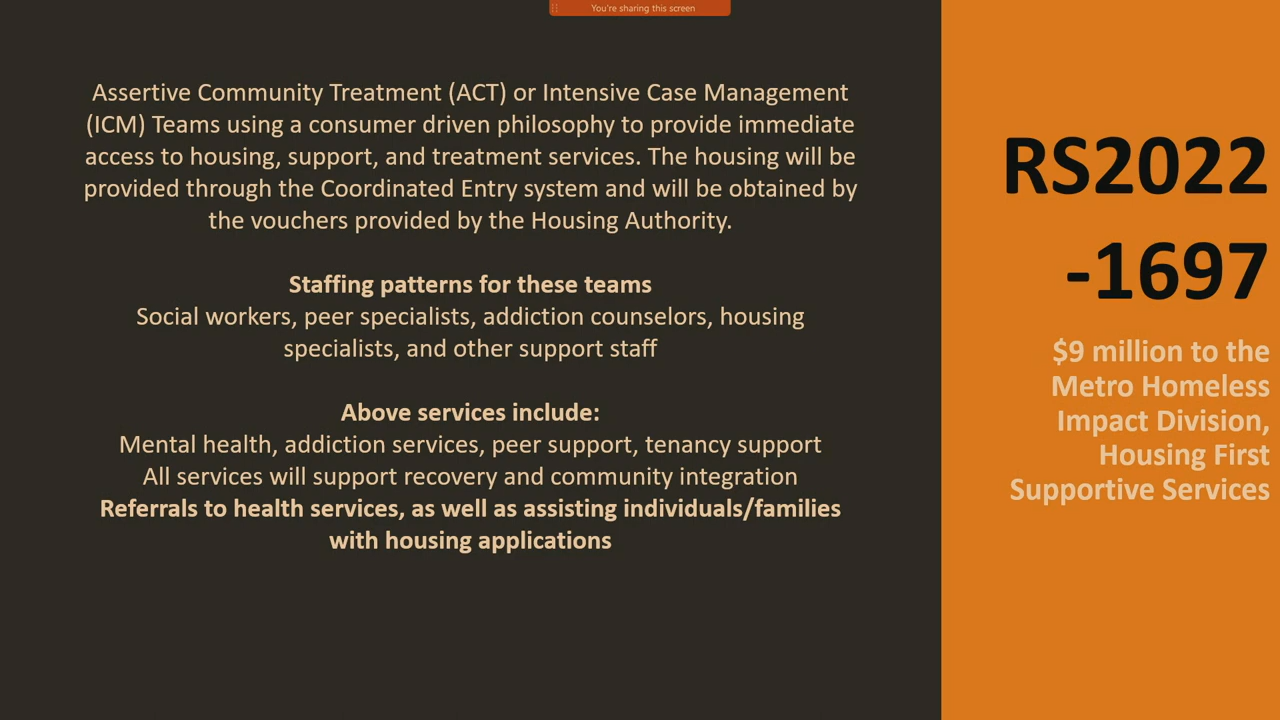 You're sharing this screen
Assertive Community Treatment (ACT) or Intensive Case Management
(ICM) Teams using a consumer driven philosophy to provide immediate
access to housing, support, and treatment services. The housing will be
provided through the Coordinated Entry system and will be obtained by
the vouchers provided by the Housing Authority.
Staffing patterns for these teams
Social workers, peer specialists, addiction counselors, housing
specialists, and other support staff
Above services include:
Mental health, addiction services, peer support, tenancy support
All services will support recovery and community integration
Referrals to health services, as well as assisting individuals/families
with housing applications
RS2022
-1697
$9 million to the
Metro Homeless
Impact Division,
Housing First
Supportive Services